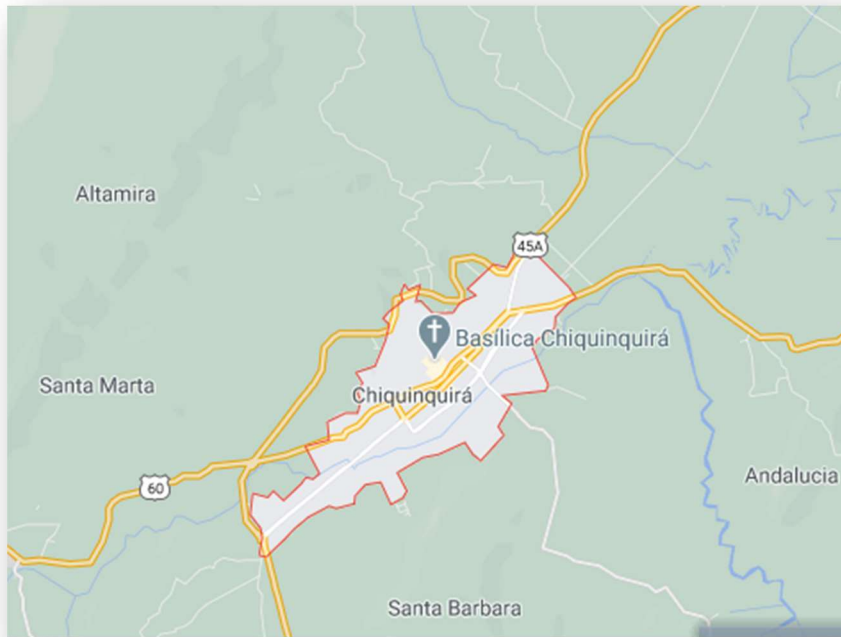 Altamira
45A
Basílica Chiquinquirá
Santa Marta
Chiquinquirá
60
Andalucia
Santa Barbara